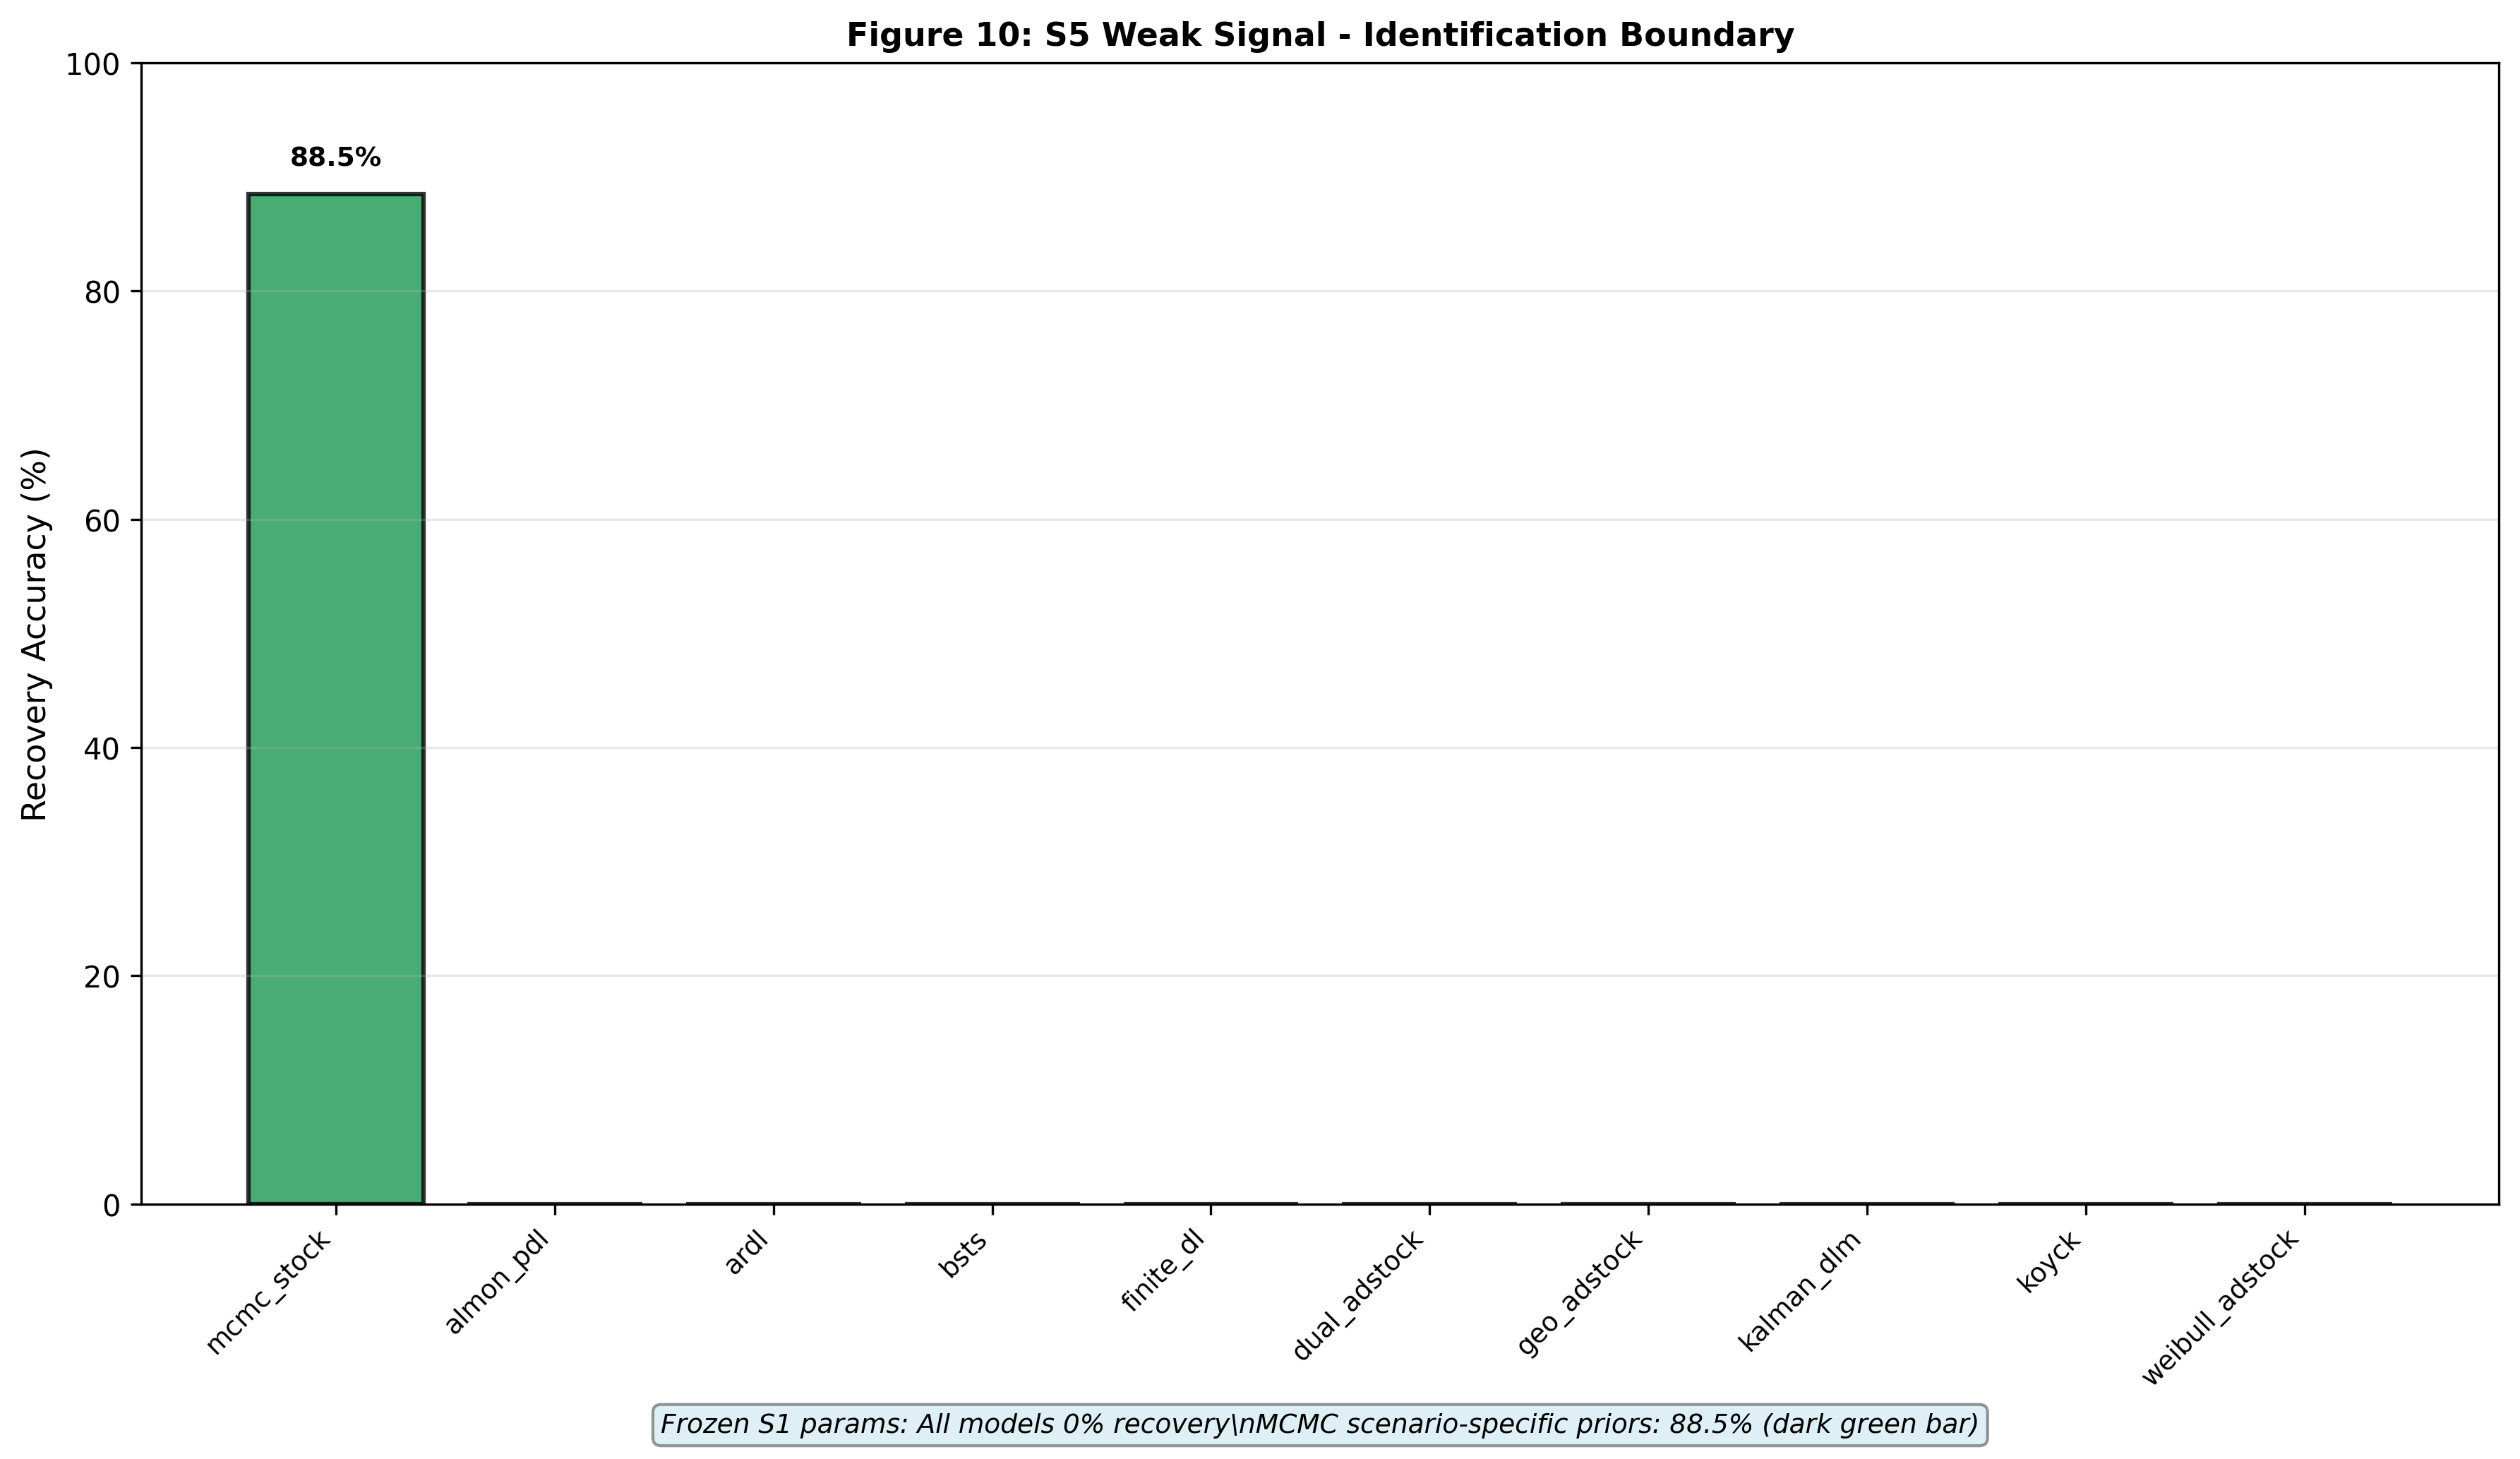 Figure 10: S5 Weak Signal - Identification Boundary
Recovery Accuracy (%)
100
80
60
40
20
0
88.5%
mcmc_stock
almon_pdl
ardl
bsts
finite_dl
dual_adstock
geo_adstock
kalman_dlm
koyck
weibull_adstock
Frozen S1 params: All models 0% recovery\nMCMC scenario-specific priors: 88.5% (dark green bar)